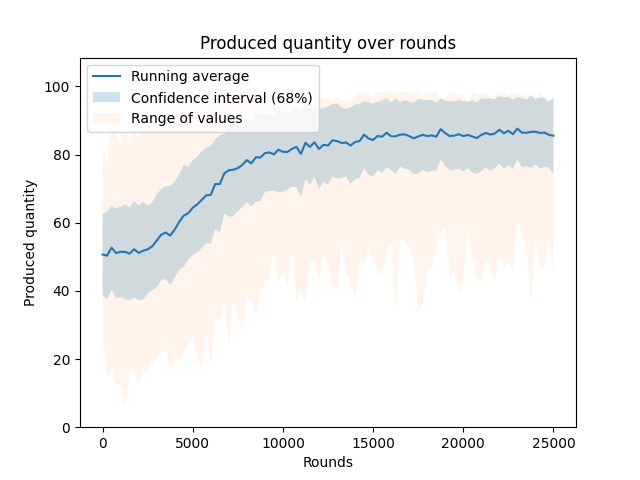 Produced quantity over rounds
Running average
Confidence interval (68%)
Range of values
Produced quantity
100
80
60
40
20
0
0 5000 10000 15000 20000 25000
Rounds